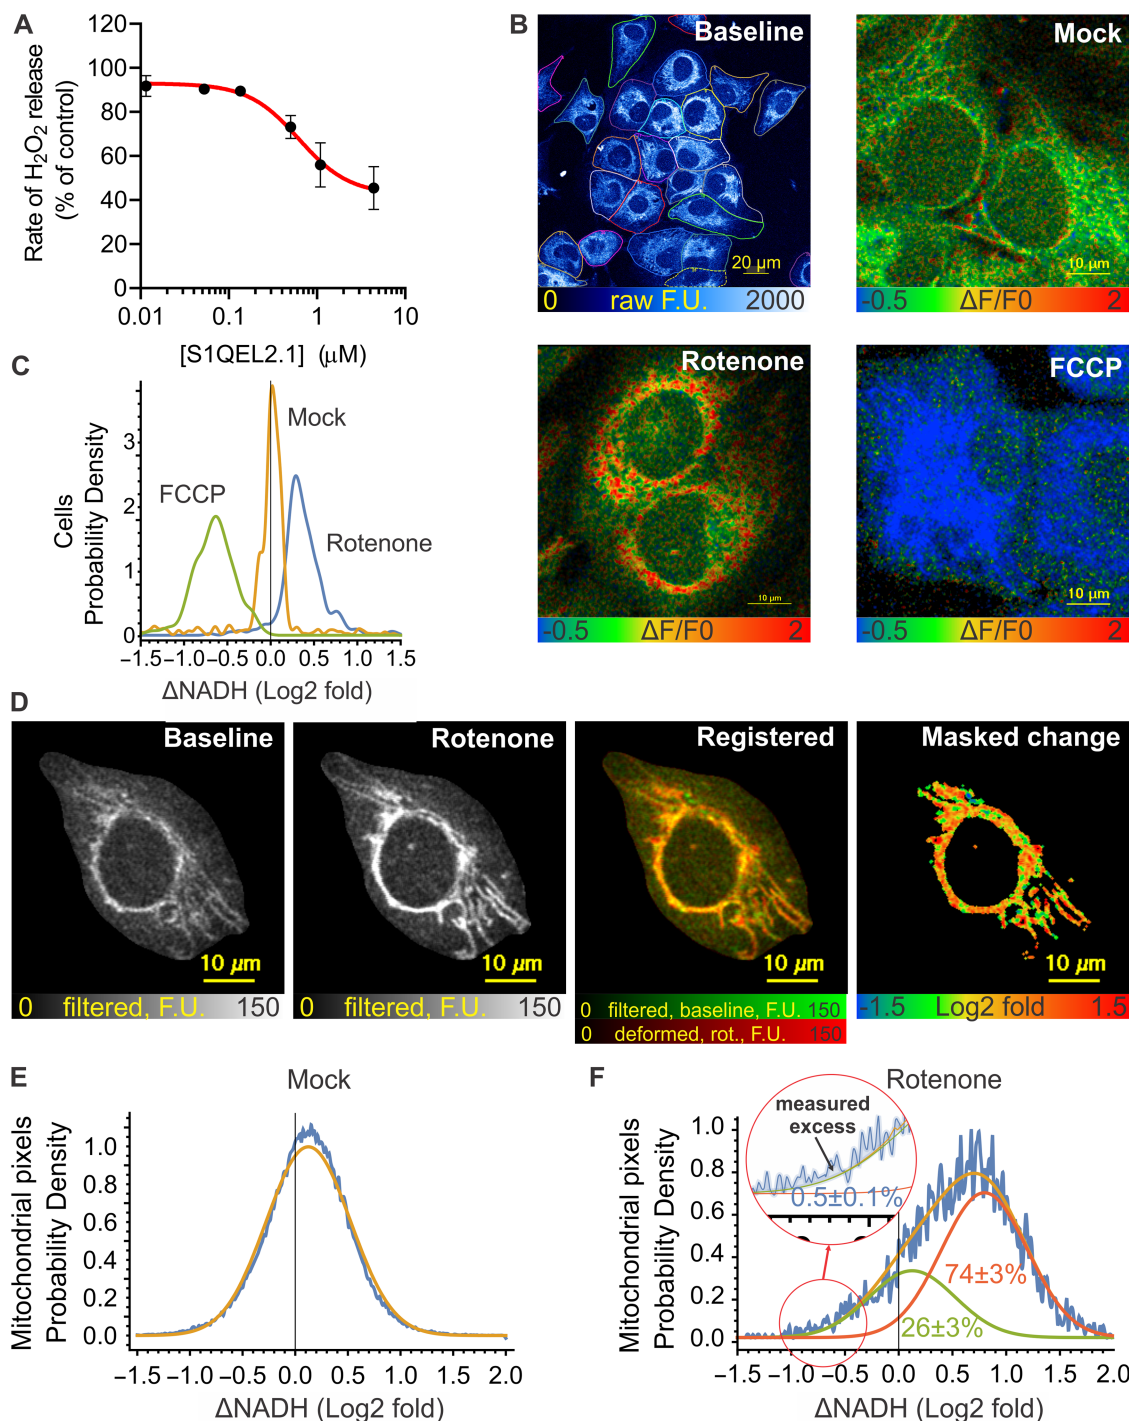 A
Rate of H₂O₂ release
(% of control)
120
100
80
60
40
20
0
0.01
0.1
1
10
[S1QEL2.1] (μM)
B
Baseline
20 μm
0 raw F.U. 2000
Mock
10 μm
-0.5 ΔF/F0 2
Rotenone
10 μm
-0.5 ΔF/F0 2
FCCP
10 μm
-0.5 ΔF/F0 2
C
Cells
Probability Density
3
2
1
0
Mock
FCCP
Rotenone
−1.5 −1.0 −0.5 0.0 0.5 1.0 1.5
ΔNADH (Log2 fold)
D
Baseline
10 μm
0 filtered, F.U. 150
Rotenone
10 μm
0 filtered, F.U. 150
Registered
10 μm
0 filtered, baseline, F.U. 150
0 deformed, rot., F.U. 150
Masked change
10 μm
-1.5 Log2 fold 1.5
E
Mock
Mitochondrial pixels
Probability Density
1.0
0.8
0.6
0.4
0.2
0.0
−1.5 −1.0 −0.5 0.0 0.5 1.0 1.5 2.0
ΔNADH (Log2 fold)
F
Rotenone
Mitochondrial pixels
Probability Density
1.0
0.8
0.6
0.4
0.2
0.0
measured
excess
0.5±0.1%
74±3%
26±3%
−1.5 −1.0 −0.5 0.0 0.5 1.0 1.5 2.0
ΔNADH (Log2 fold)